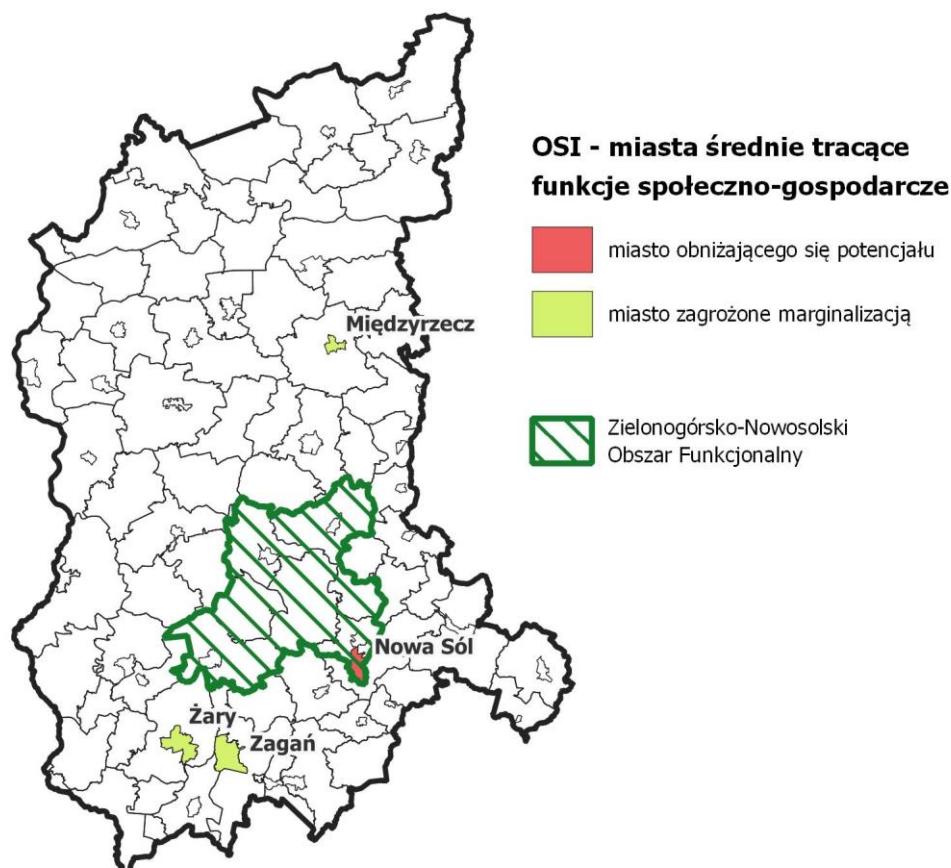 OSI - miasta średnie tracące
funkcje społeczno-gospodarcze
miasto obniżającego się potencjału
miasto zagrożone marginalizacją
Zielonogórsko-Nowosolski
Obszar Funkcjonalny
Międzyrzecz
Nowa Sól
Żary
Zagań